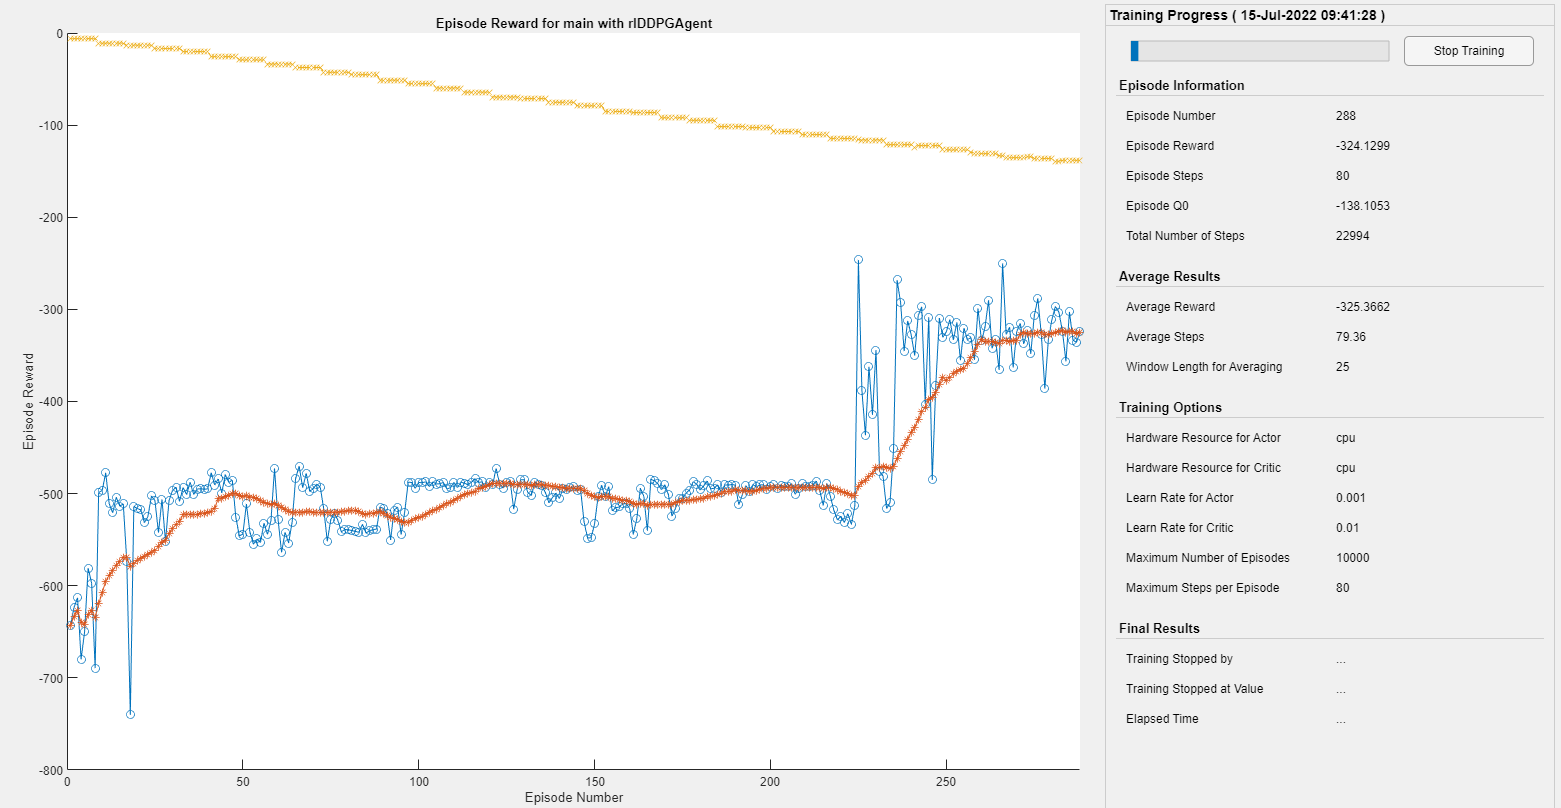 Episode Reward for main with rlDDPGAgent
0
-100
-200
-300
-400
-500
-600
-700
-800
Episode Reward
0
50
100
150
200
250
Episode Number
Training Progress ( 15-Jul-2022 09:41:28 )
Stop Training
Episode Information
Episode Number 288
Episode Reward -324.1299
Episode Steps 80
Episode Q0 -138.1053
Total Number of Steps 22994
Average Results
Average Reward -325.3662
Average Steps 79.36
Window Length for Averaging 25
Training Options
Hardware Resource for Actor cpu
Hardware Resource for Critic cpu
Learn Rate for Actor 0.001
Learn Rate for Critic 0.01
Maximum Number of Episodes 10000
Maximum Steps per Episode 80
Final Results
Training Stopped by ...
Training Stopped at Value ...
Elapsed Time ...